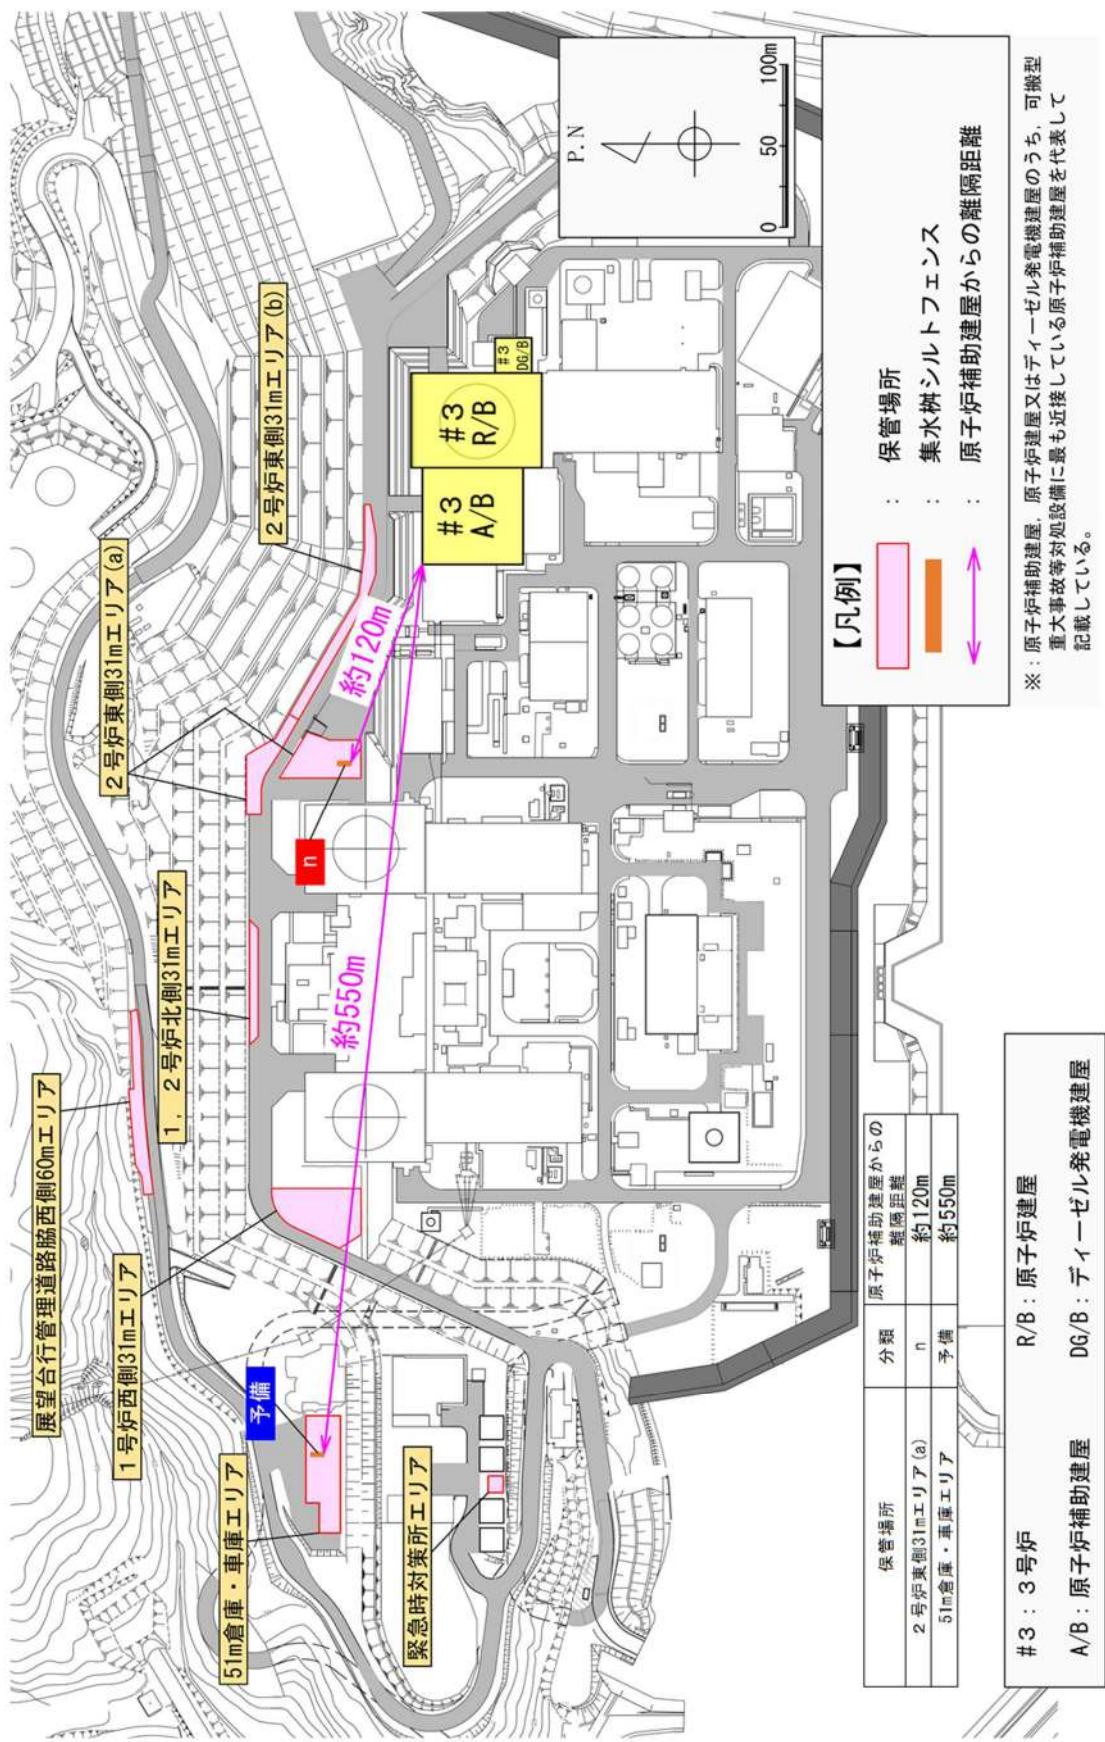 展望台行管理道路脇西側60mエリア
1号炉西側31mエリア
1，2号炉北側31mエリア
2号炉東側31mエリア(a)
2号炉東側31mエリア(b)
51m倉庫・車庫エリア
緊急時対策所エリア
予備
n
約550m
約120m
#3
A/B
#3
R/B
#3
DG/B
P.N
0 50 100m
【凡例】
： 保管場所
： 集水桝シルトフェンス
： 原子炉補助建屋からの離隔距離
※：原子炉補助建屋，原子炉建屋又はディーゼル発電機建屋のうち，可搬型
重大事故等対処設備に最も近接している原子炉補助建屋を代表して
記載している。
保管場所 分類 原子炉補助建屋からの
離隔距離
2号炉東側31mエリア(a) n 約120m
51m倉庫・車庫エリア 予備 約550m
#3：3号炉 R/B：原子炉建屋
A/B：原子炉補助建屋 DG/B：ディーゼル発電機建屋